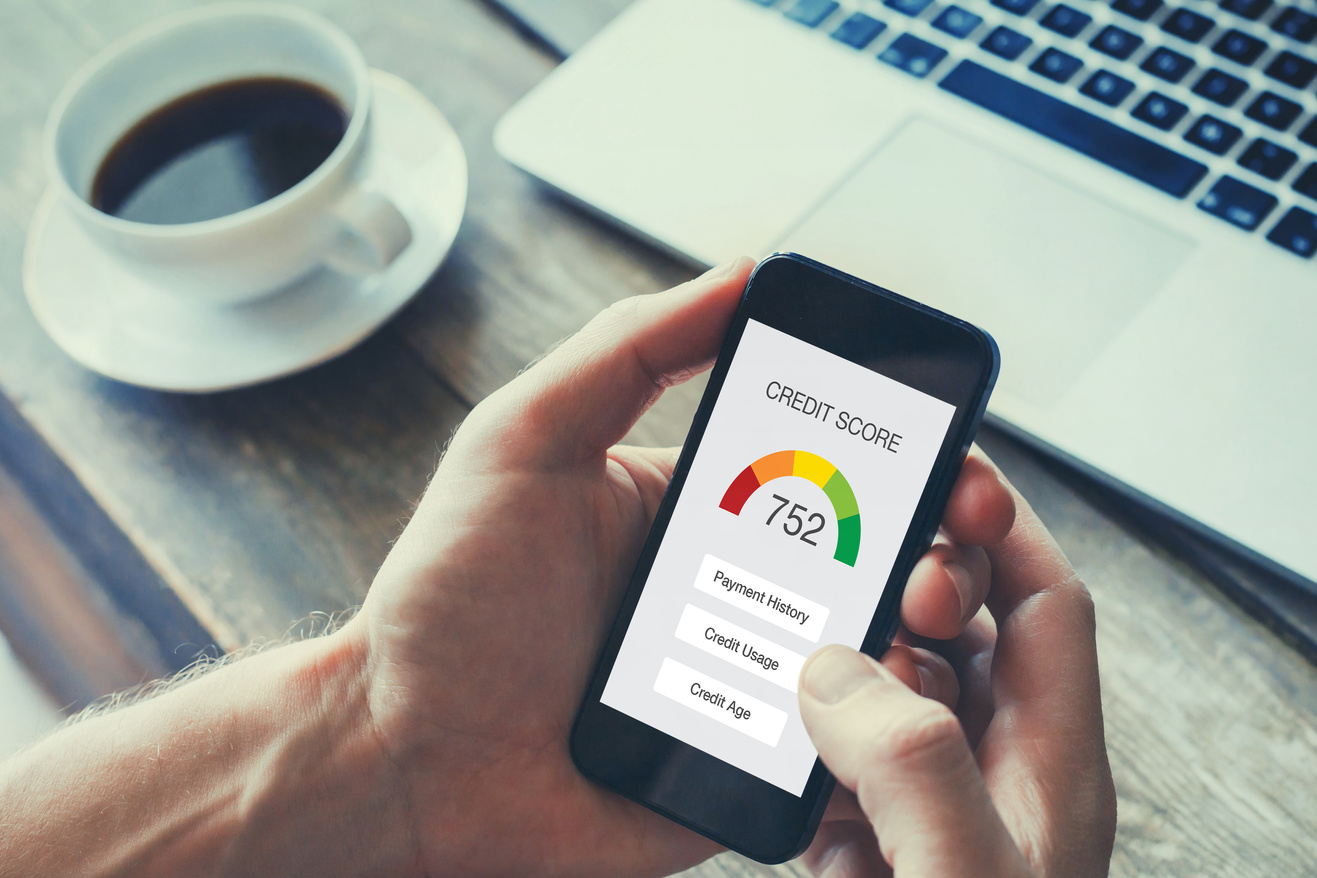 CREDIT SCORE
752
Payment History
Credit Usage
Credit Age